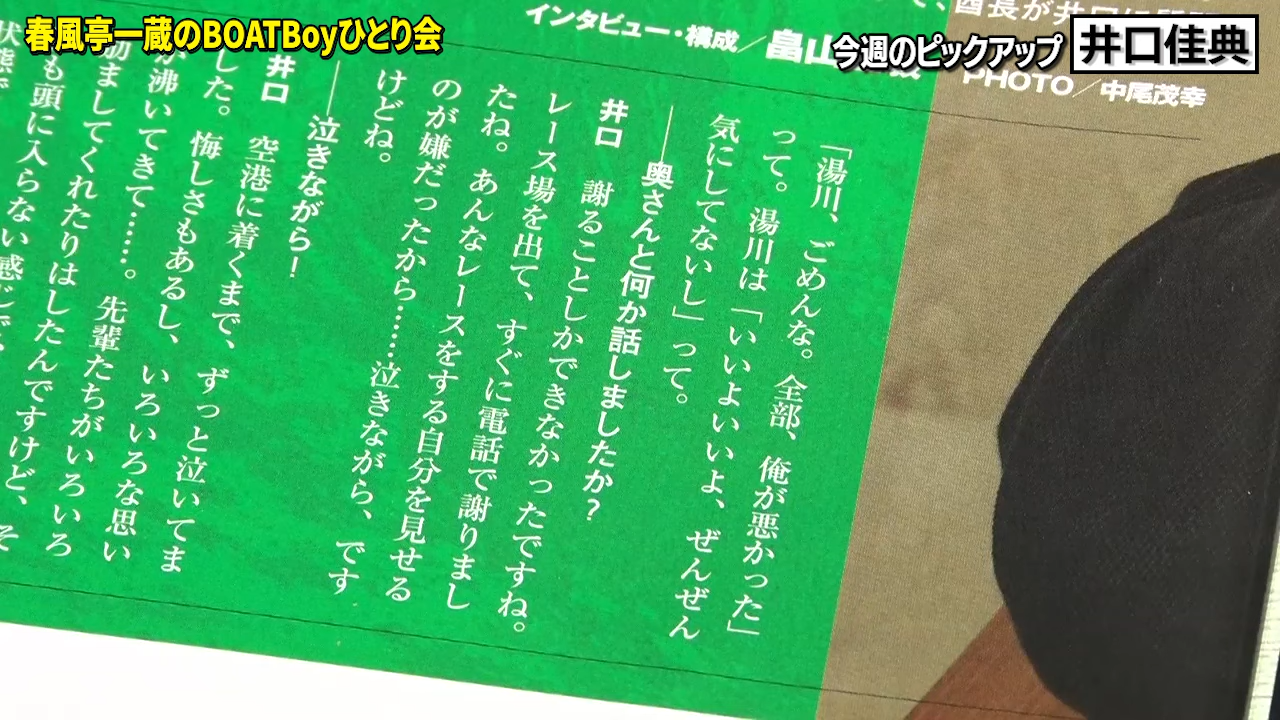 春風亭一蔵のBOATBoyひとり会
今週のピックアップ
井口佳典
酋長が井口に
インタビュー・構成／畠山
PHOTO／中尾茂幸
「湯川、ごめんな。全部、俺が悪かった」
って。湯川は「いいよいいよ、ぜんぜん
気にしてないし」って。
――奥さんと何か話しましたか？
井口　謝ることしかできなかったですね。
レース場を出て、すぐに電話で謝りまし
たね。あんなレースをする自分を見せる
のが嫌だったから……泣きながら、です
けどね。
――泣きながら！
井口　空港に着くまで、ずっと泣いてま
した。悔しさもあるし、いろいろな思い
沸いてきて……。先輩たちがいろいろ
励ましてくれたりはしたんですけど、そ
も頭に入らない感じで、
状態で